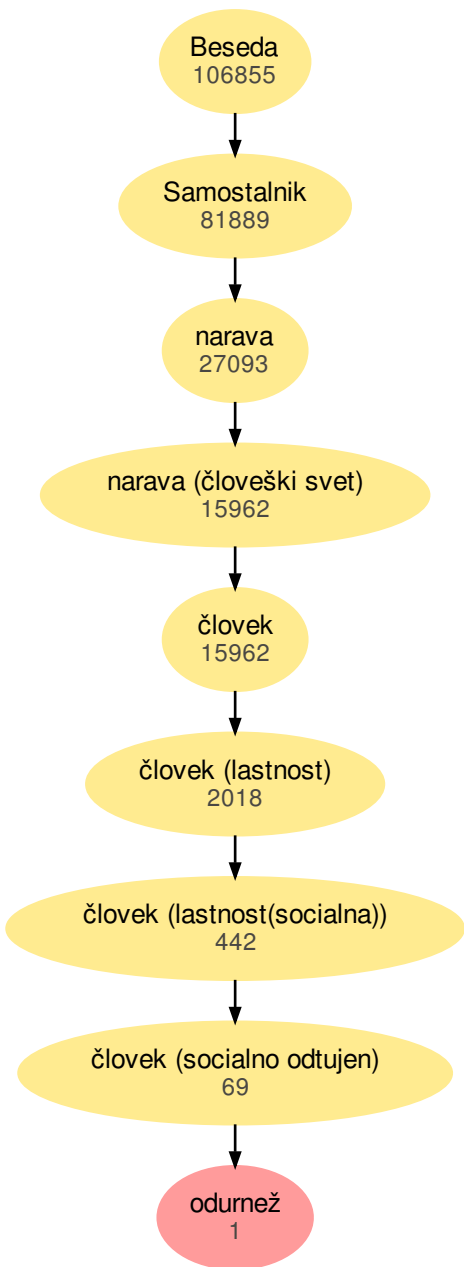 Beseda
106855
Samostalnik
81889
narava
27093
narava (človeški svet)
15962
človek
15962
človek (lastnost)
2018
človek (lastnost(socialna))
442
človek (socialno odtujen)
69
odurnež
1